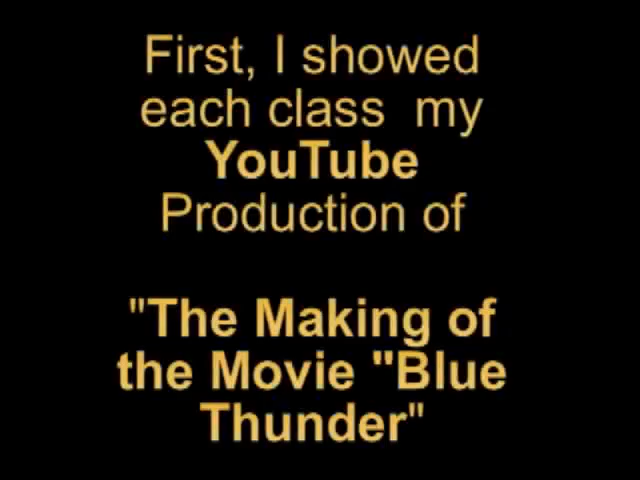 First, I showed
each class  my
YouTube
Production of
"The Making of
the Movie "Blue
Thunder"